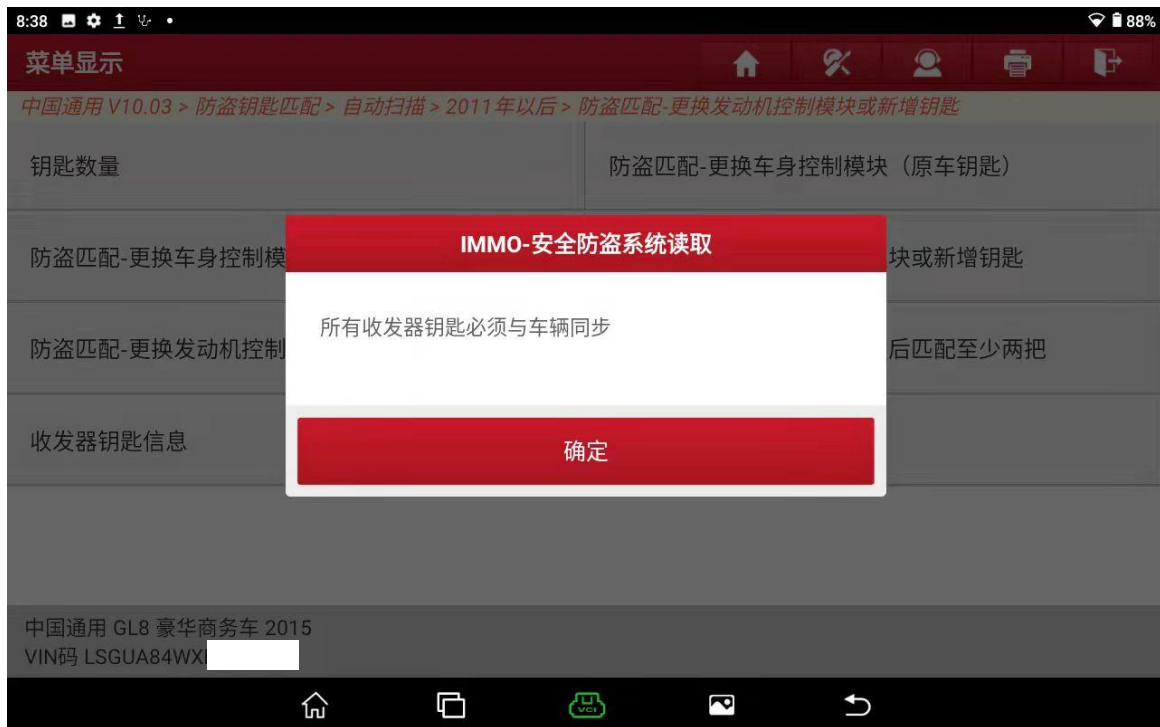 8:38
88%
菜单显示
中国通用 V10.03 > 防盗钥匙匹配 > 自动扫描 > 2011年以后 > 防盗匹配-更换发动机控制模块或新增钥匙
钥匙数量
防盗匹配-更换车身控制模块（原车钥匙）
IMMO-安全防盗系统读取
防盗匹配-更换车身控制模
块或新增钥匙
所有收发器钥匙必须与车辆同步
防盗匹配-更换发动机控制
后匹配至少两把
收发器钥匙信息
确定
中国通用 GL8 豪华商务车 2015
VIN码 LSGUA84WX
VCI